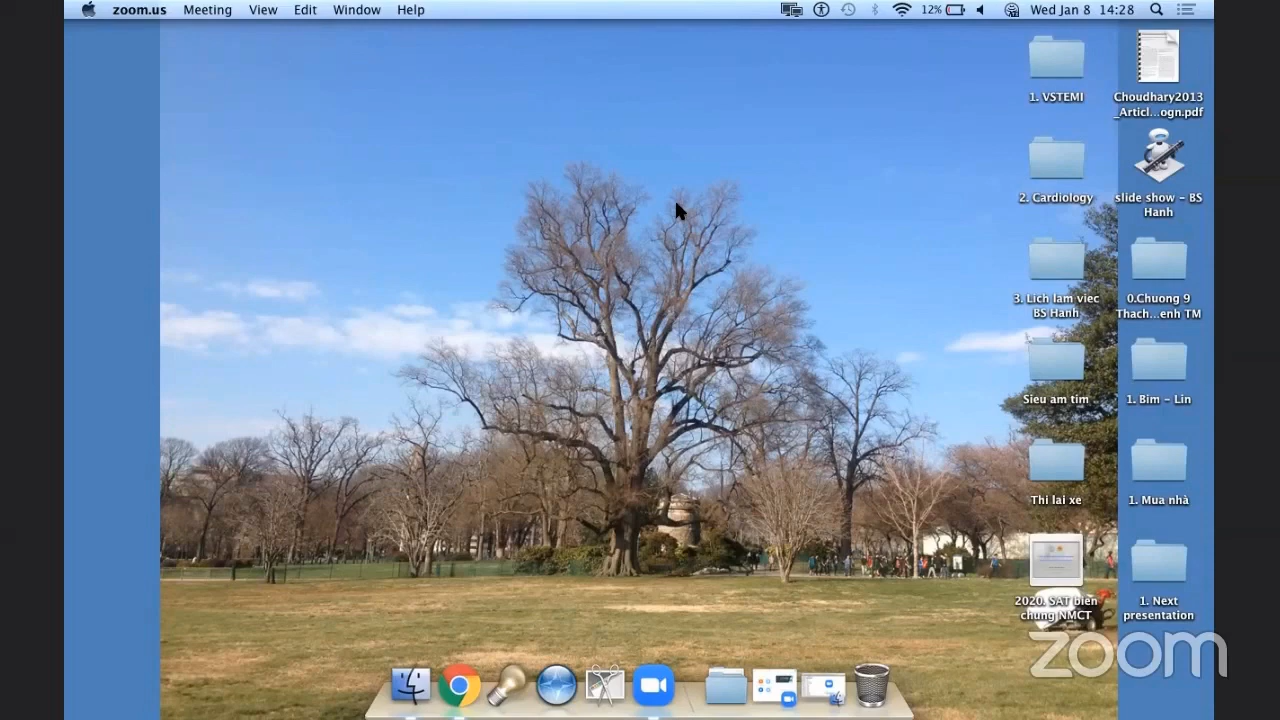 zoom.us Meeting View Edit Window Help 12% Wed Jan 8 14:28
1. VSTEMI
Choudhary2013
_Articl...ogn.pdf
2. Cardiology
slide show - BS
Hanh
3. Lich lam viec
BS Hanh
0.Chuong 9
Thach...enh TM
Sieu am tim
1. Bim - Lin
Thi lai xe
1. Mua nhà
2020. SAT bien
chung NMCT
1. Next
presentation
zoom